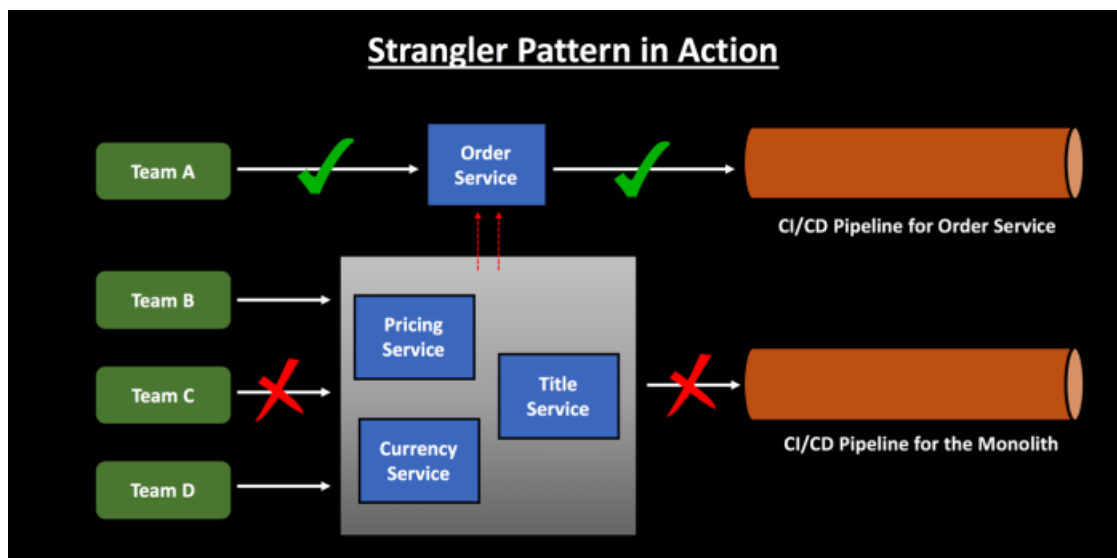 Strangler Pattern in Action
Team A
Order
Service
CI/CD Pipeline for Order Service
Team B
Team C
Team D
Pricing
Service
Title
Service
Currency
Service
CI/CD Pipeline for the Monolith